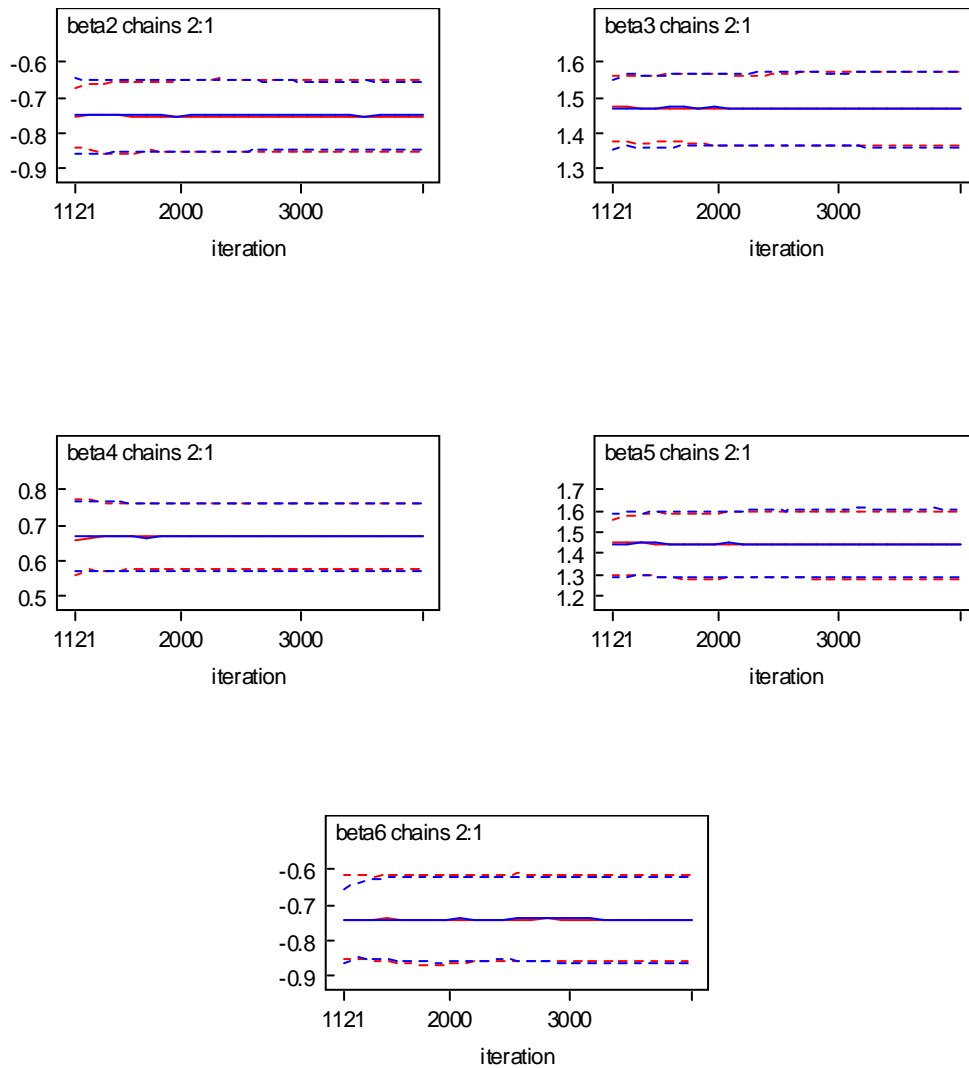 beta2 chains 2:1
-0.6
-0.7
-0.8
-0.9
1121 2000 3000
iteration
beta3 chains 2:1
1.6
1.5
1.4
1.3
1121 2000 3000
iteration
beta4 chains 2:1
0.8
0.7
0.6
0.5
1121 2000 3000
iteration
beta5 chains 2:1
1.7
1.6
1.5
1.4
1.3
1.2
1121 2000 3000
iteration
beta6 chains 2:1
-0.6
-0.7
-0.8
-0.9
1121 2000 3000
iteration